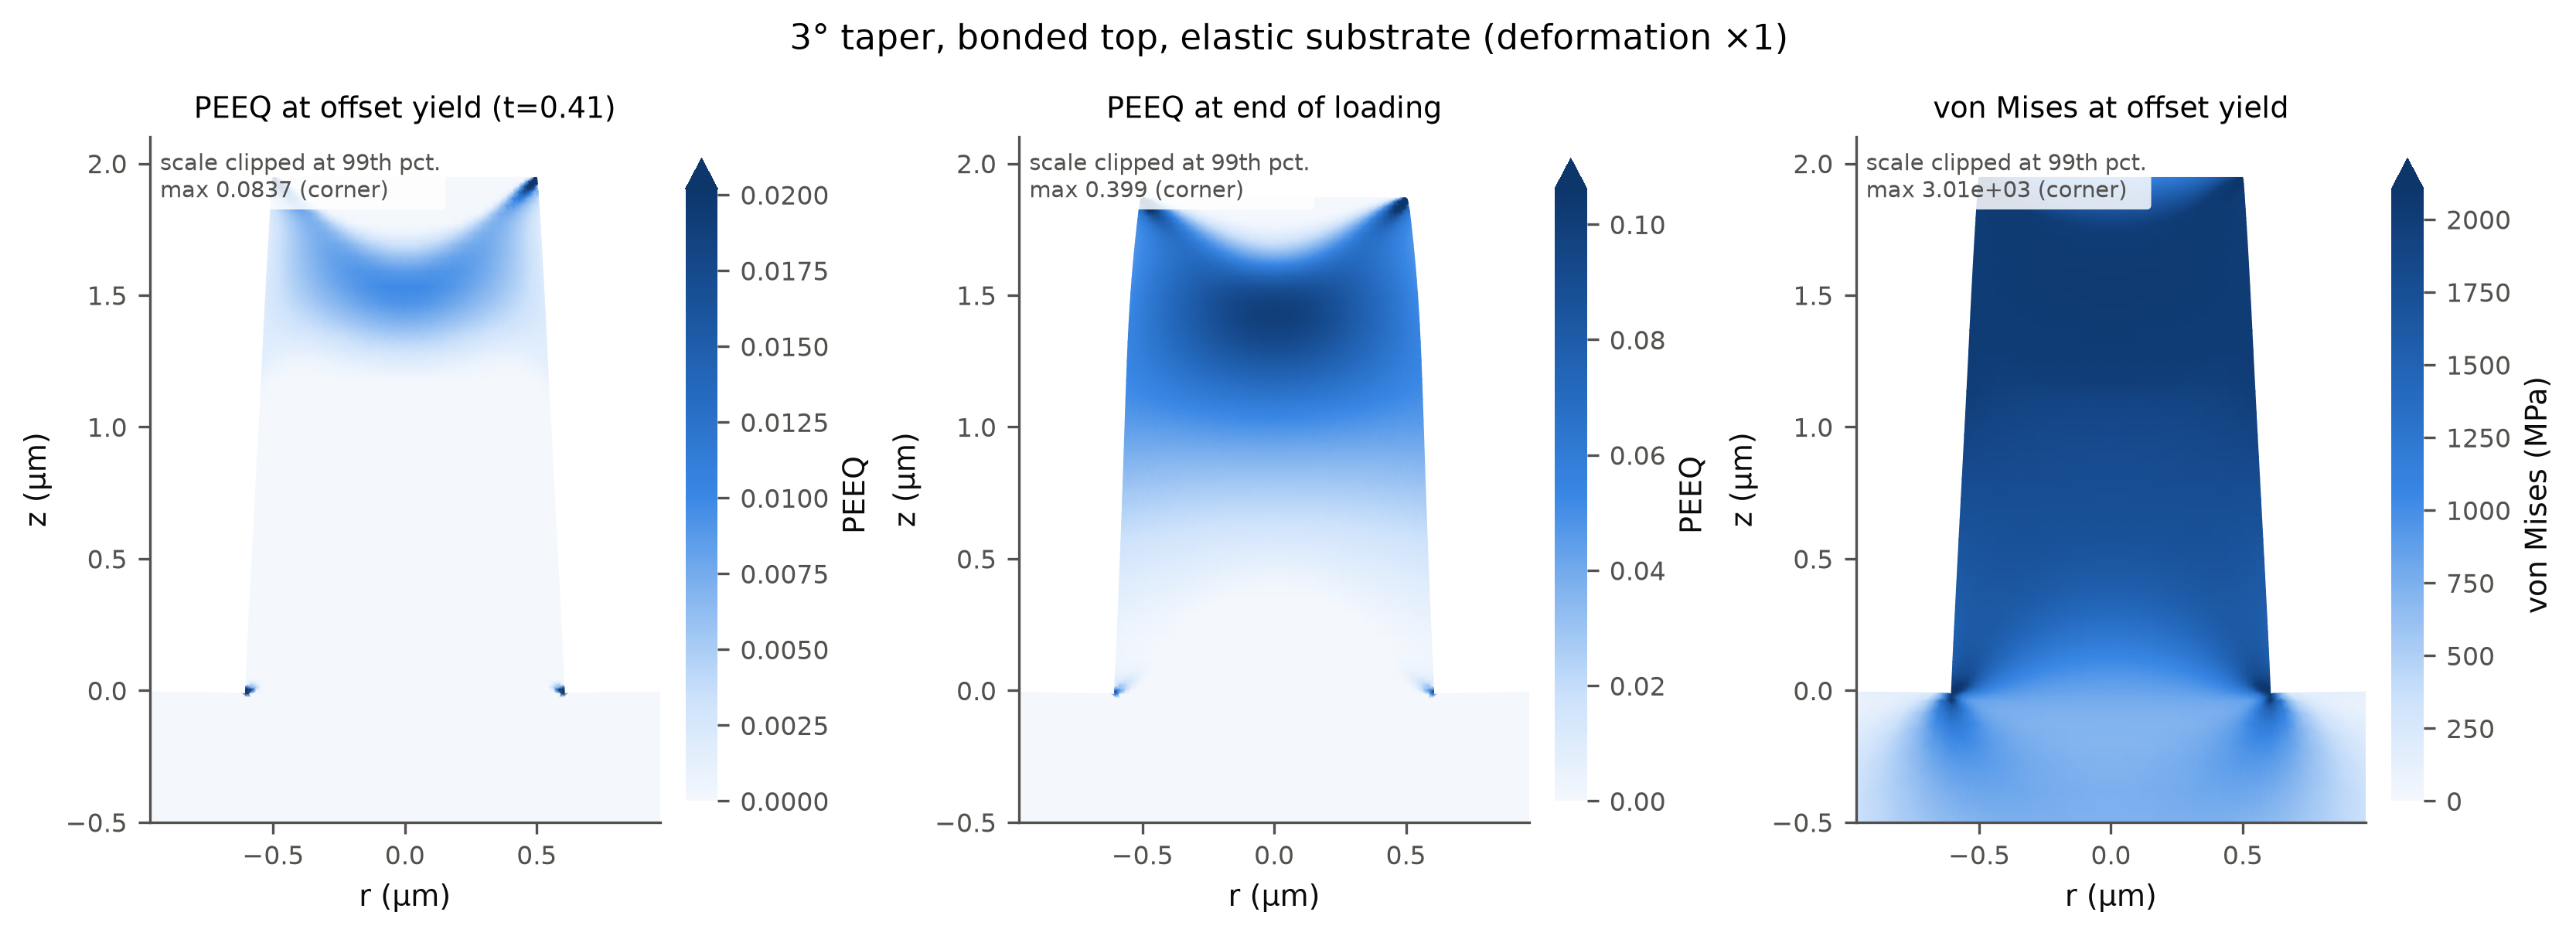 3° taper, bonded top, elastic substrate (deformation ×1)
PEEQ at offset yield (t=0.41)
scale clipped at 99th pct.
max 0.0837 (corner)
2.0
1.5
1.0
0.5
0.0
−0.5
z (µm)
−0.5
0.0
0.5
r (µm)
0.0200
0.0175
0.0150
0.0125
0.0100
0.0075
0.0050
0.0025
0.0000
PEEQ
PEEQ at end of loading
scale clipped at 99th pct.
max 0.399 (corner)
2.0
1.5
1.0
0.5
0.0
−0.5
z (µm)
−0.5
0.0
0.5
r (µm)
0.10
0.08
0.06
0.04
0.02
0.00
PEEQ
von Mises at offset yield
scale clipped at 99th pct.
max 3.01e+03 (corner)
2.0
1.5
1.0
0.5
0.0
−0.5
z (µm)
−0.5
0.0
0.5
r (µm)
2000
1750
1500
1250
1000
750
500
250
0
von Mises (MPa)